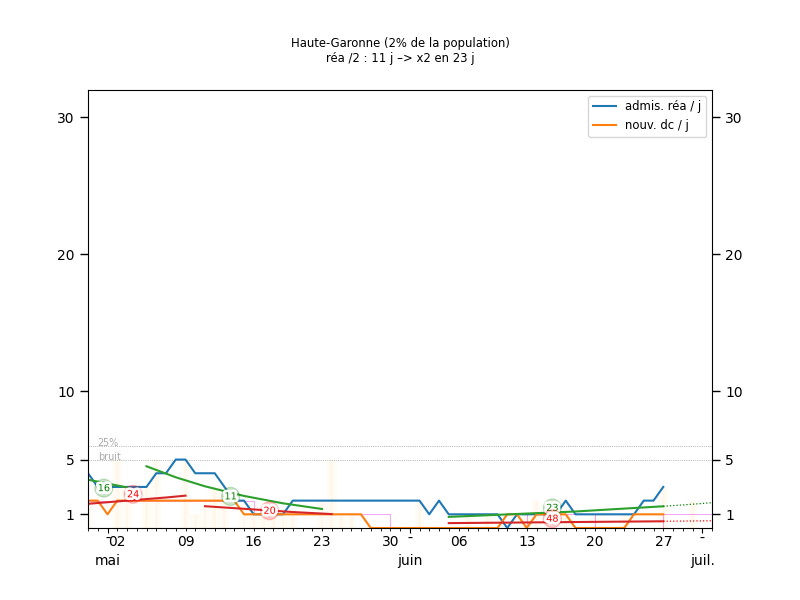 Haute-Garonne (2% de la population)
réa /2 : 11 j –> x2 en 23 j
admis. réa / j
nouv. dc / j
30 30
20 20
10 10
25%
bruit
5 5
16 24 11 20 23 48
1 1
- 02 09 16 23 30 - 06 13 20 27 -
mai juin juil.